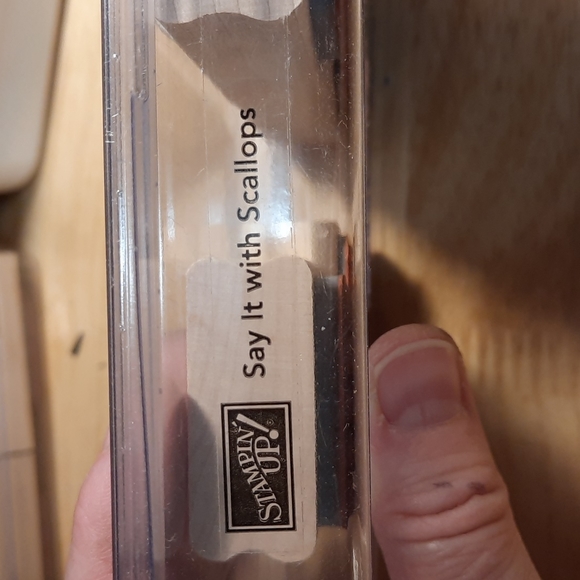 STAMPIN' UP!®
Say It with Scallops